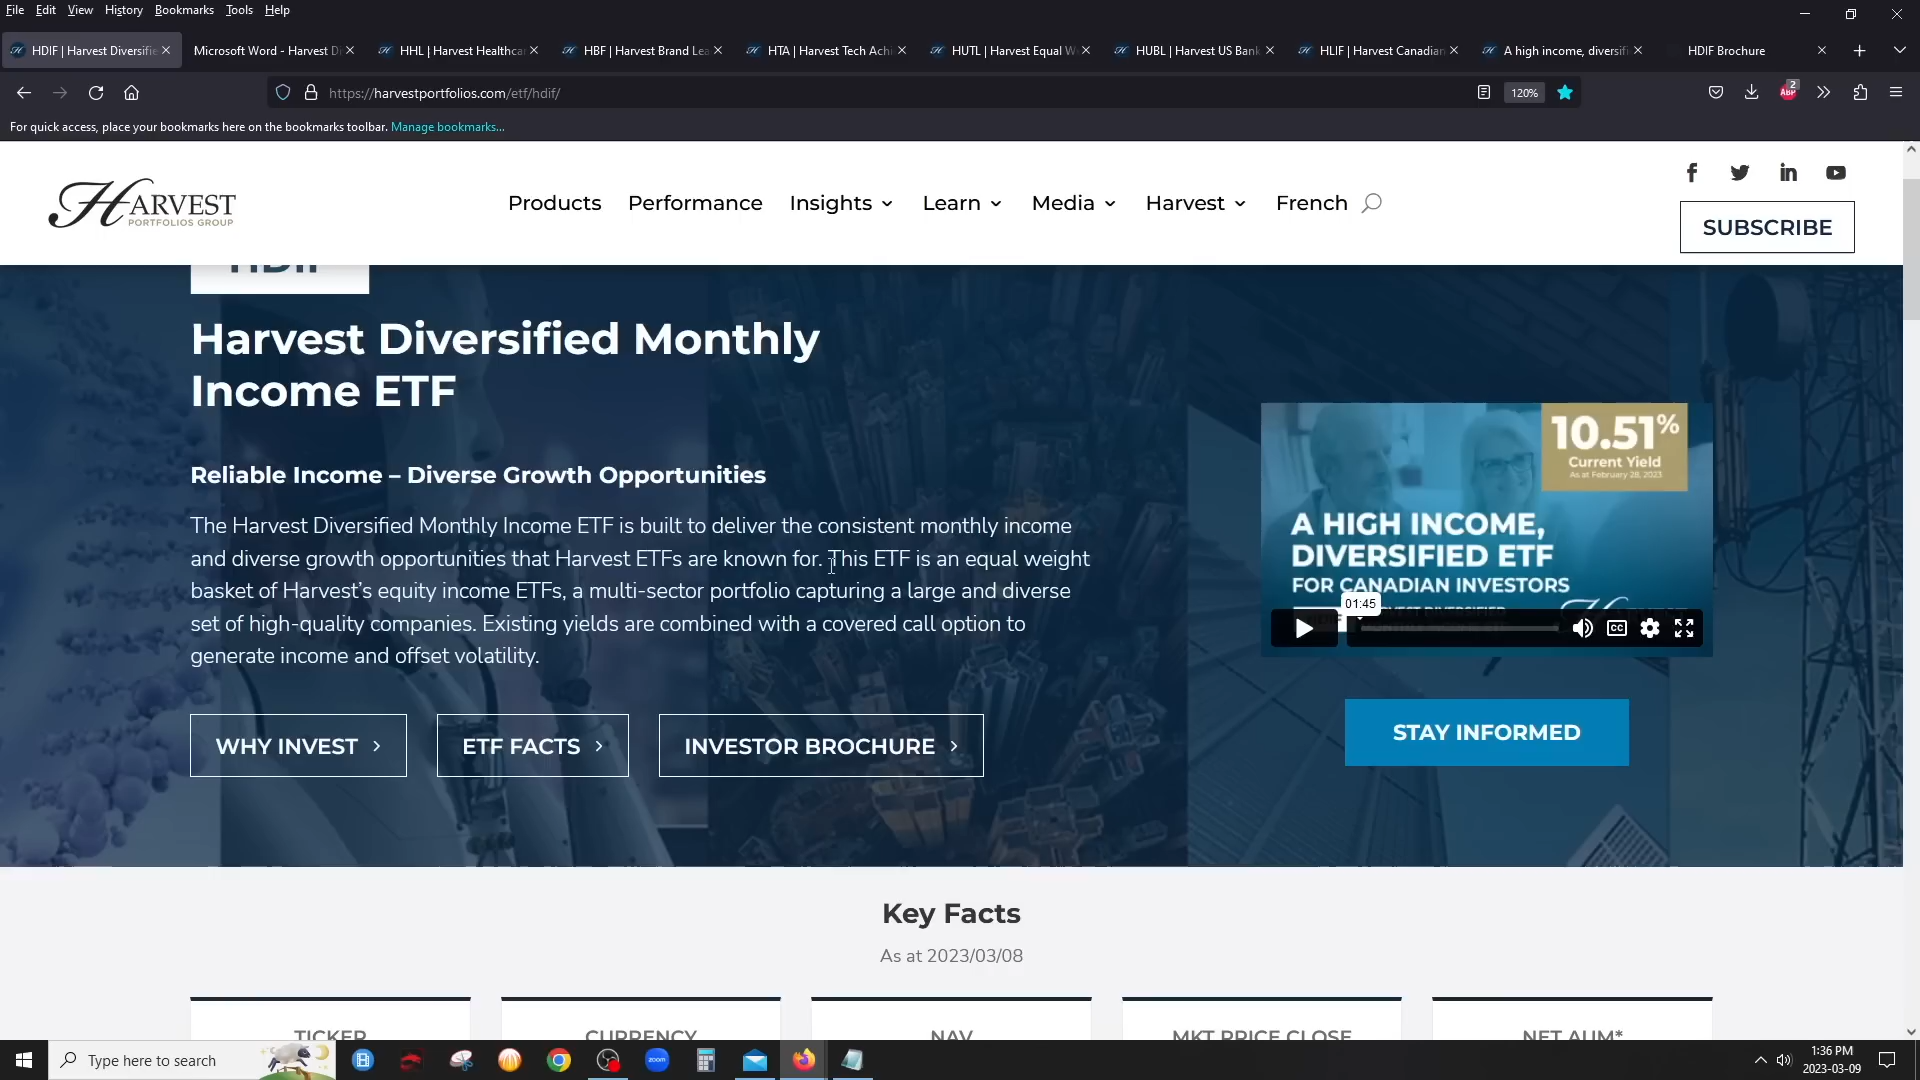 File Edit View History Bookmarks Tools Help
HDIF | Harvest Diversifie
Microsoft Word - Harvest D
HHL | Harvest Healthca
HBF | Harvest Brand Lea
HTA | Harvest Tech Achi
HUTL | Harvest Equal W
HUBL | Harvest US Bank
HLIF | Harvest Canadian
A high income, diversifi
HDIF Brochure
https://harvestportfolios.com/etf/hdif/
120%
ABP 2
For quick access, place your bookmarks here on the bookmarks toolbar. Manage bookmarks...
HARVEST
PORTFOLIOS GROUP
Products Performance Insights Learn Media Harvest French
SUBSCRIBE
HDIF
Harvest Diversified Monthly
Income ETF
Reliable Income – Diverse Growth Opportunities
The Harvest Diversified Monthly Income ETF is built to deliver the consistent monthly income
and diverse growth opportunities that Harvest ETFs are known for. This ETF is an equal weight
basket of Harvest's equity income ETFs, a multi-sector portfolio capturing a large and diverse
set of high-quality companies. Existing yields are combined with a covered call option to
generate income and offset volatility.
WHY INVEST
ETF FACTS
INVESTOR BROCHURE
10.51%
Current Yield
As at February 28, 2023
A HIGH INCOME,
DIVERSIFIED ETF
FOR CANADIAN INVESTORS
01:45
CC
STAY INFORMED
Key Facts
As at 2023/03/08
TICKER
CURRENCY
NAV
MKT PRICE CLOSE
NET AUM*
Type here to search
zoom
1:36 PM
2023-03-09